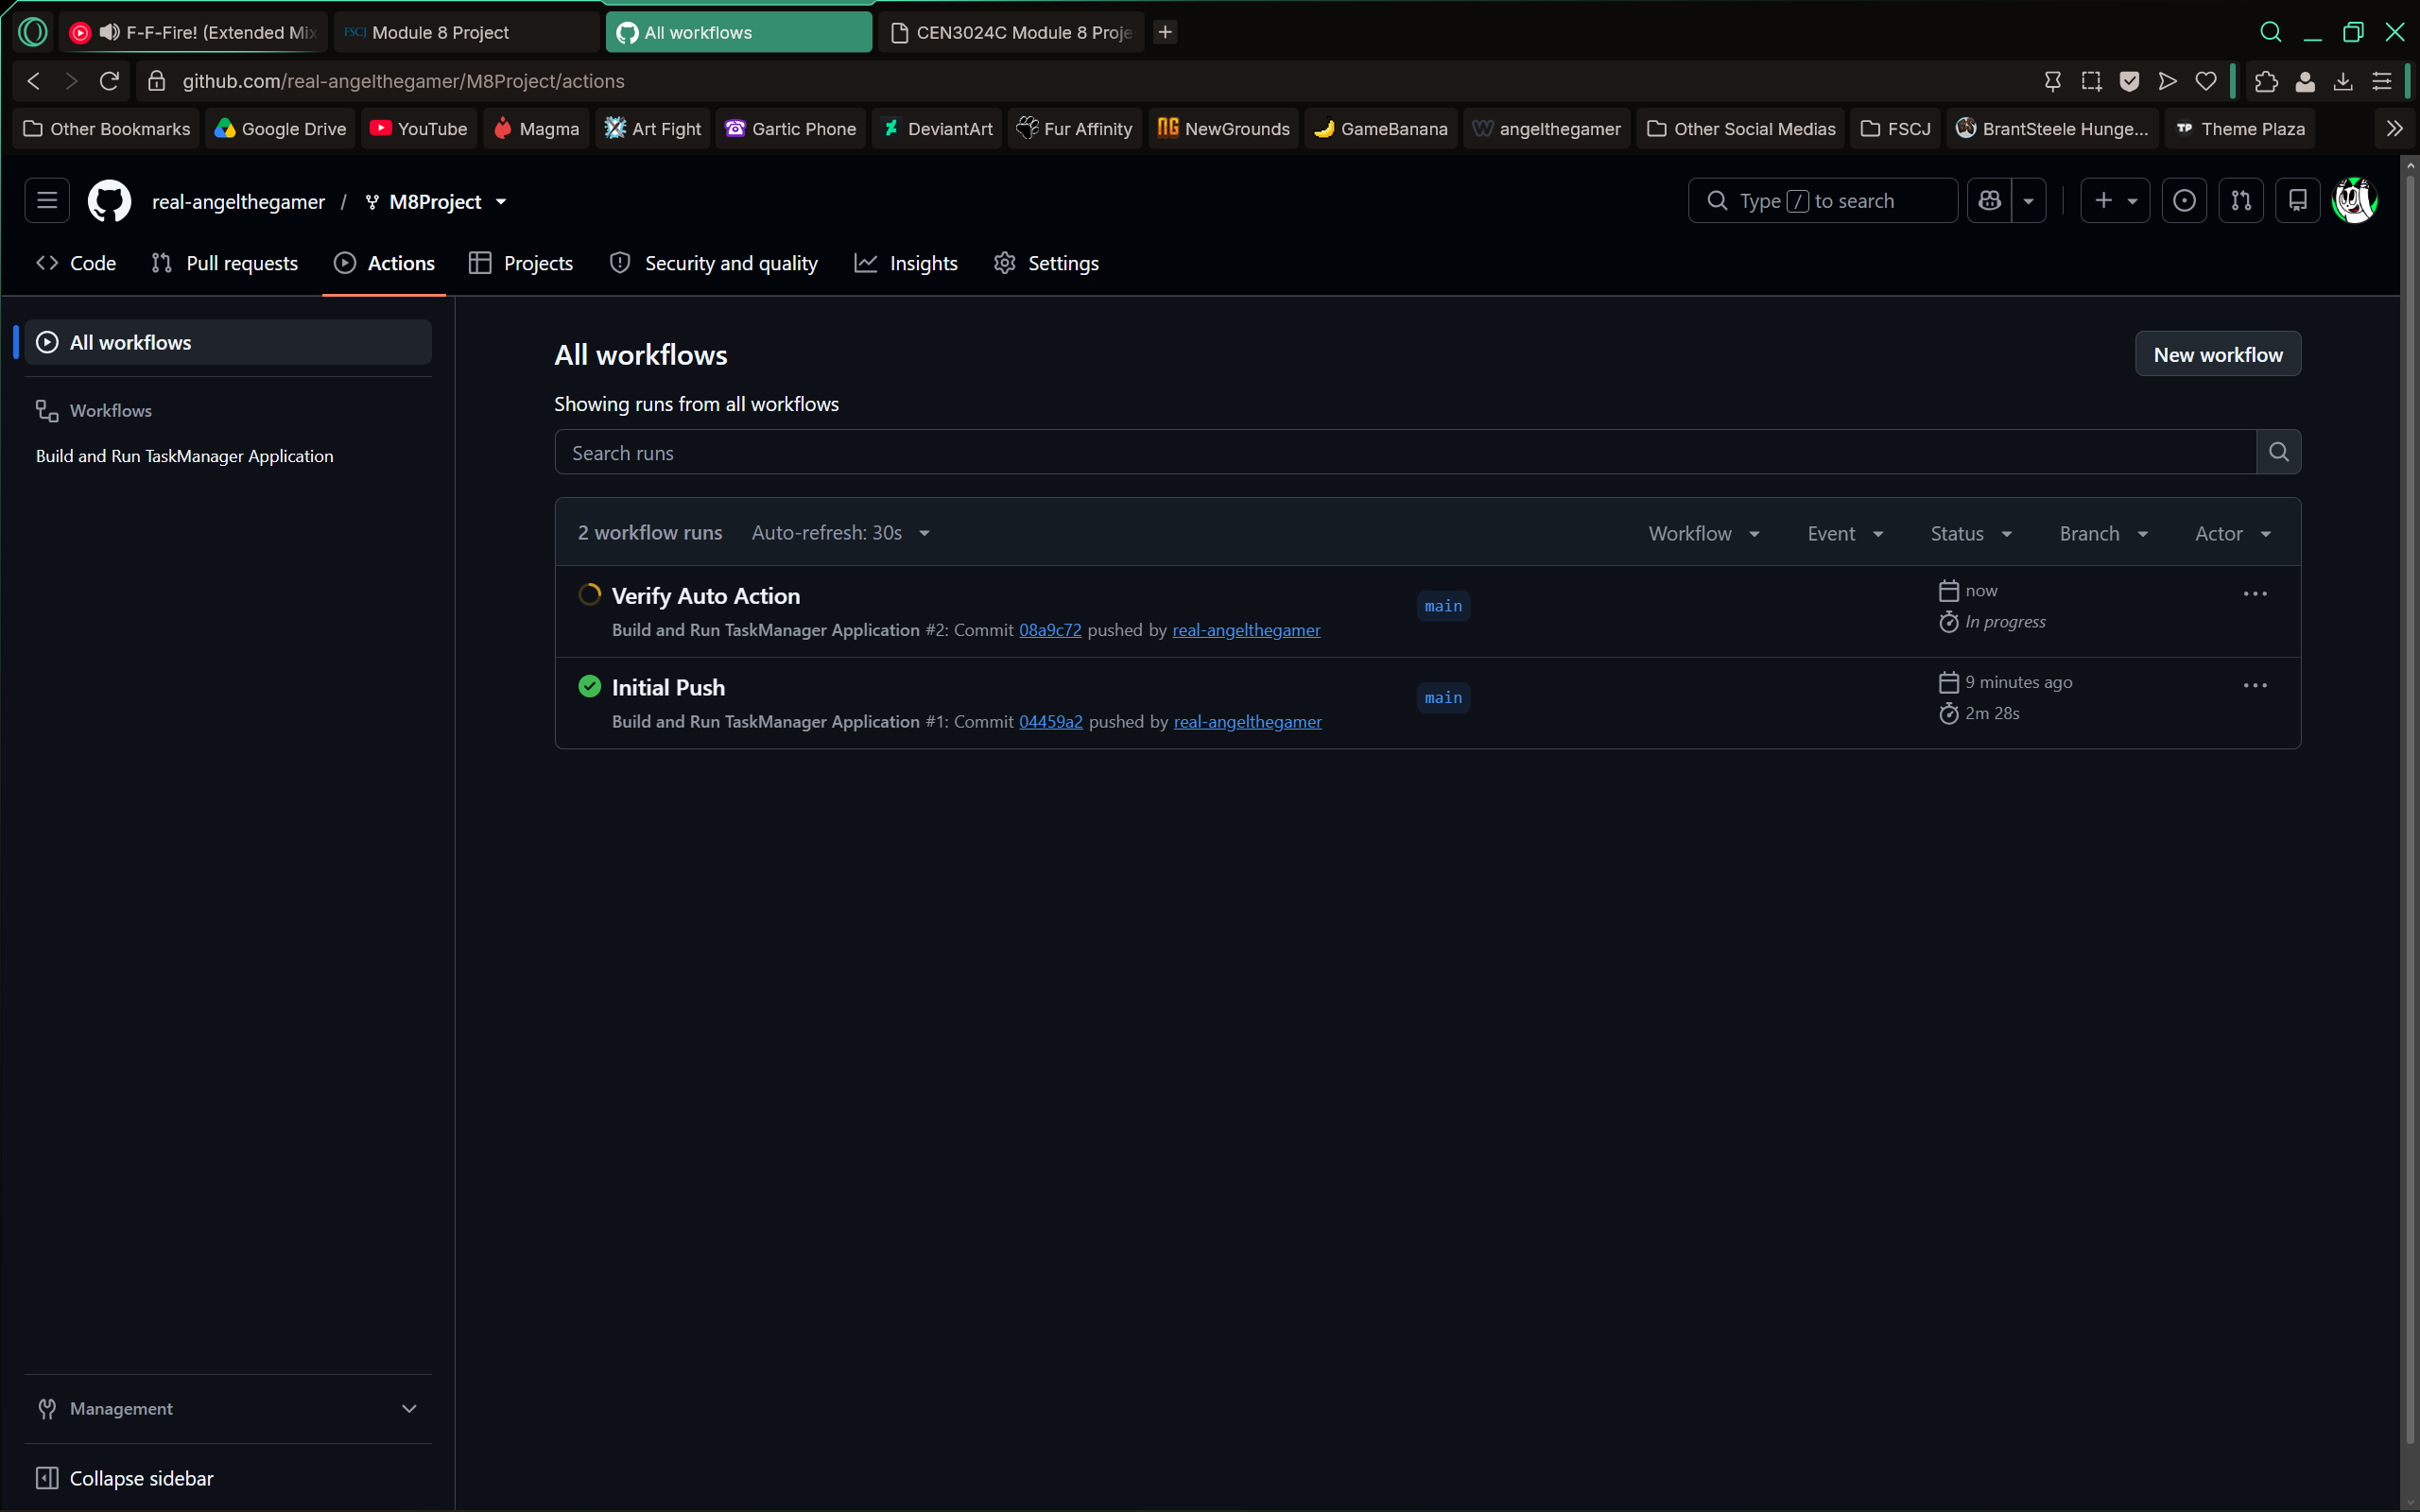 F-F-Fire! (Extended Mix
FSCJ Module 8 Project
All workflows
CEN3024C Module 8 Proje
github.com/real-angelthegamer/M8Project/actions
Other Bookmarks
Google Drive
YouTube
Magma
Art Fight
Gartic Phone
DeviantArt
Fur Affinity
NG NewGrounds
GameBanana
angelthegamer
Other Social Medias
FSCJ
BrantSteele Hunge...
TP Theme Plaza
real-angelthegamer / M8Project
Type / to search
Code
Pull requests
Actions
Projects
Security and quality
Insights
Settings
All workflows
Workflows
Build and Run TaskManager Application
All workflows
New workflow
Showing runs from all workflows
Search runs
2 workflow runs Auto-refresh: 30s Workflow Event Status Branch Actor
Verify Auto Action
main
now
Build and Run TaskManager Application #2: Commit 08a9c72 pushed by real-angelthegamer
In progress
Initial Push
main
9 minutes ago
Build and Run TaskManager Application #1: Commit 04459a2 pushed by real-angelthegamer
2m 28s
Management
Collapse sidebar